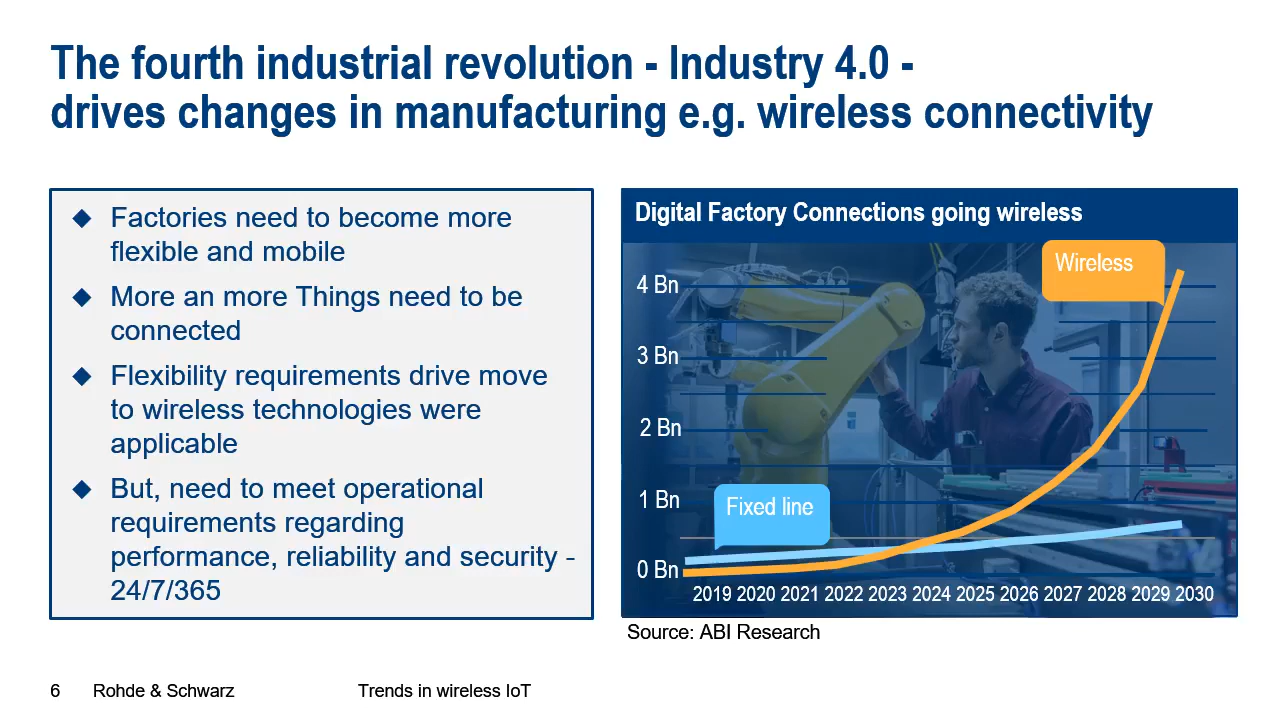 The fourth industrial revolution - Industry 4.0 -
drives changes in manufacturing e.g. wireless connectivity
Factories need to become more
flexible and mobile
More an more Things need to be
connected
Flexibility requirements drive move
to wireless technologies were
applicable
But, need to meet operational
requirements regarding
performance, reliability and security -
24/7/365
Digital Factory Connections going wireless
Wireless
4 Bn
3 Bn
2 Bn
1 Bn
Fixed line
0 Bn
2019 2020 2021 2022 2023 2024 2025 2026 2027 2028 2029 2030
Source: ABI Research
6 Rohde & Schwarz Trends in wireless IoT